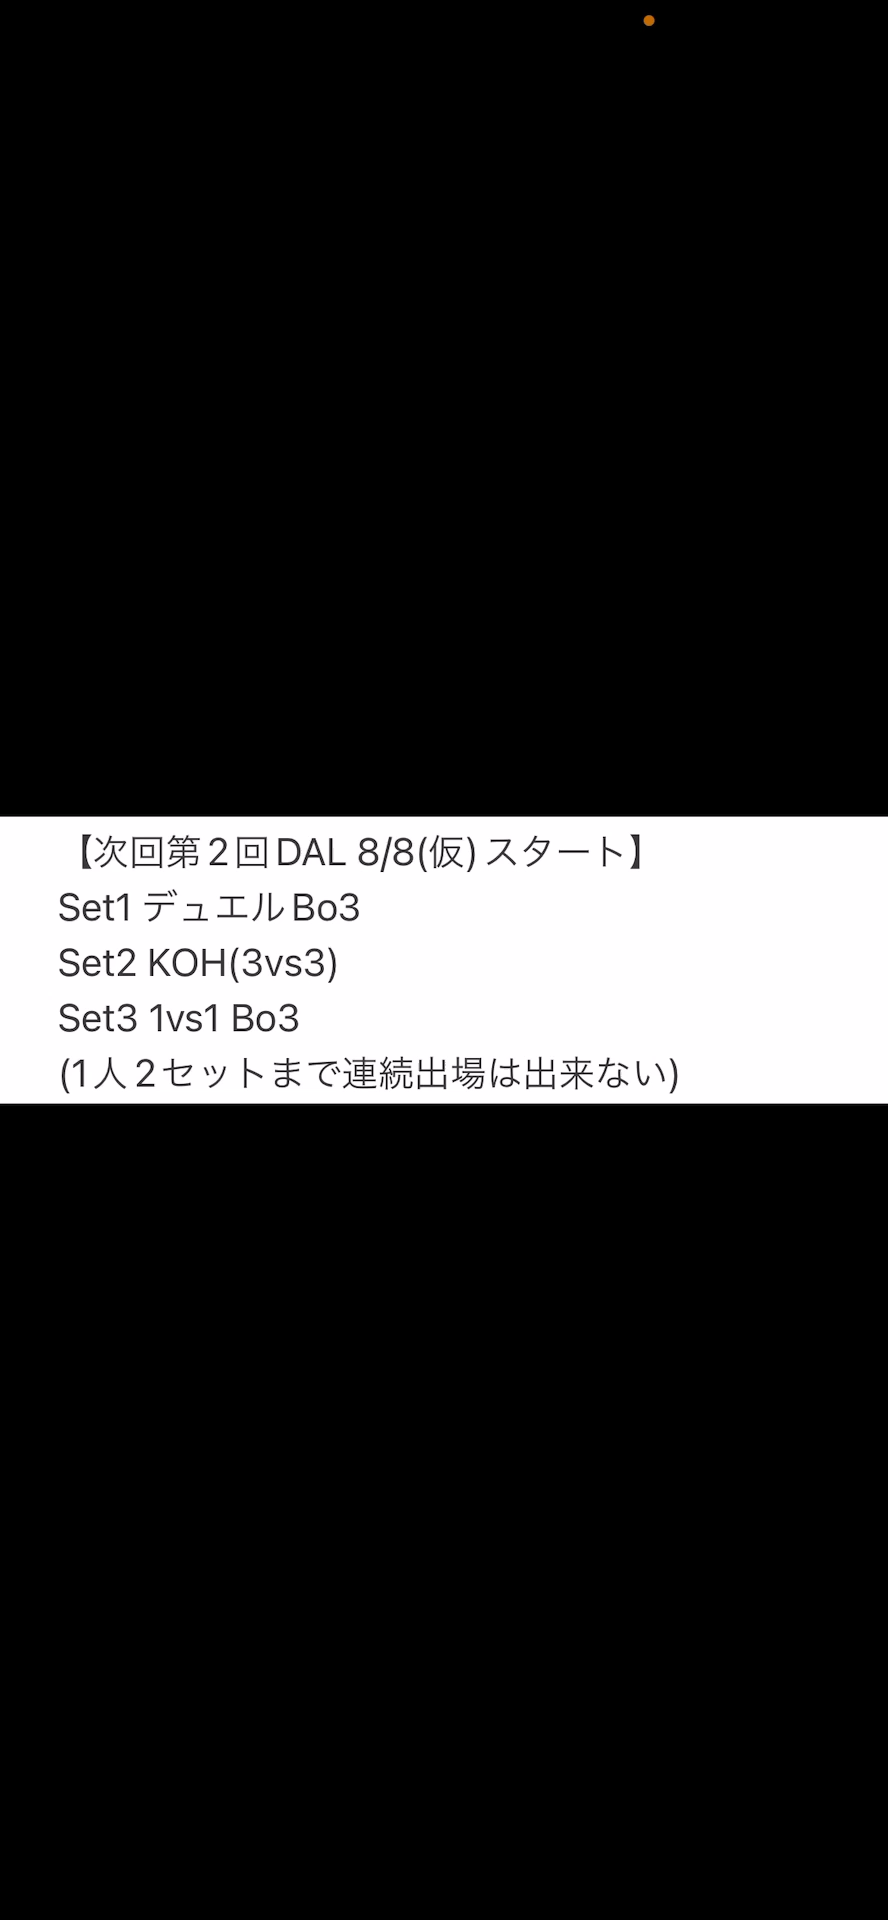 【次回第2回DAL 8/8(仮)スタート】
Set1 デュエルBo3
Set2 KOH(3vs3)
Set3 1vs1 Bo3
(1人2セットまで連続出場は出来ない)